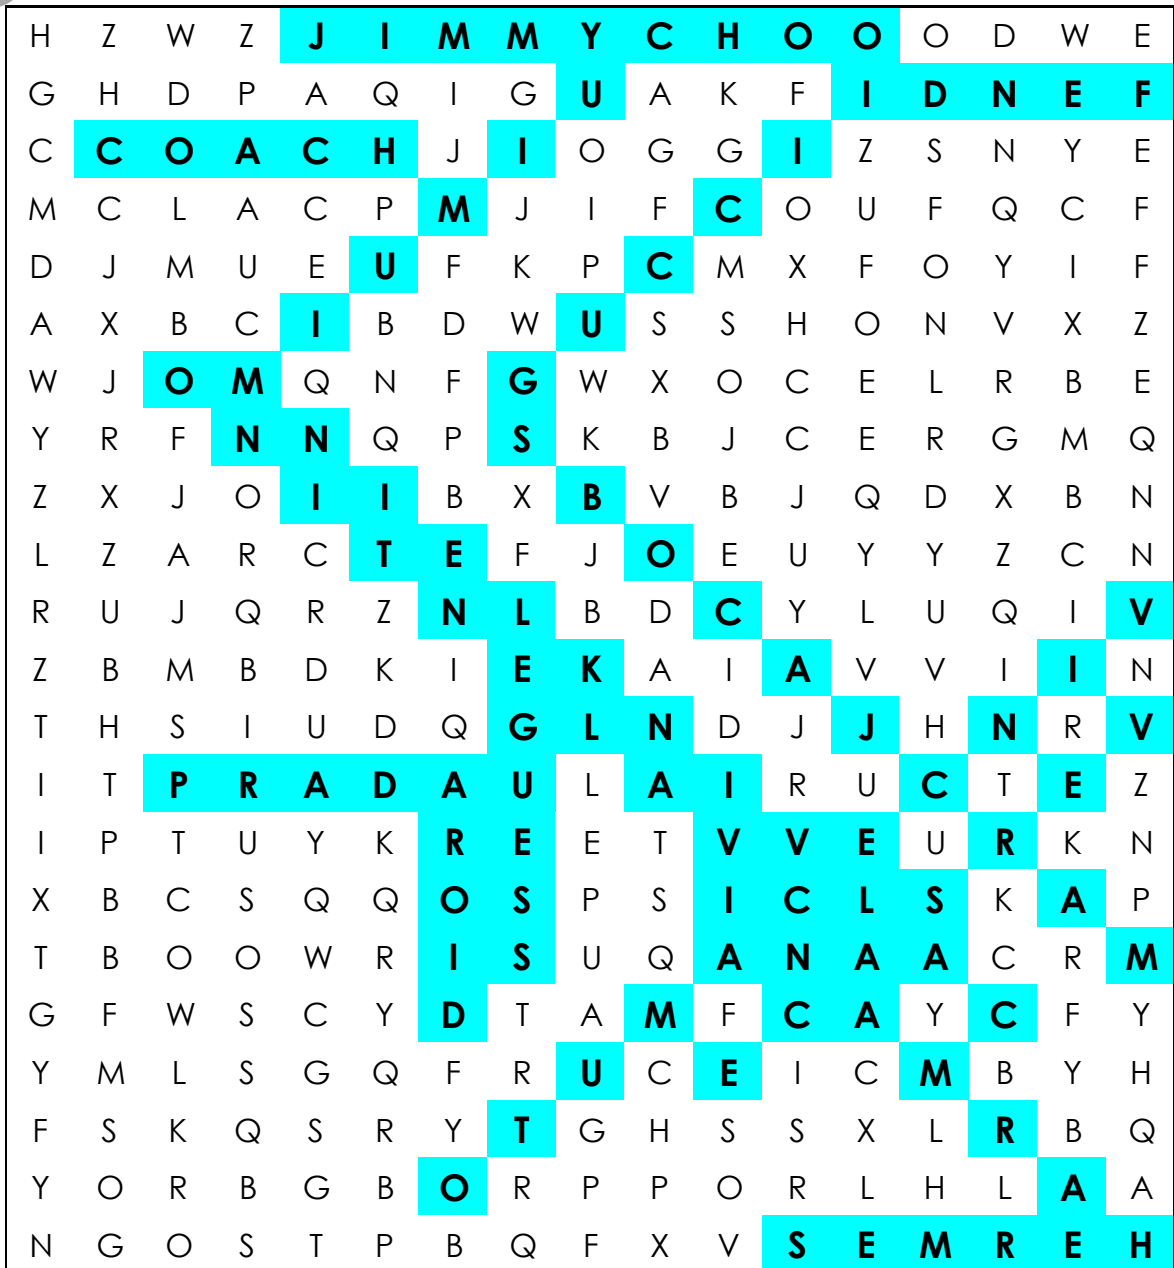 H Z W Z J I M M Y C H O O O D W E
G H D P A Q I G U A K F I D N E F
C C O A C H J I O G G I Z S N Y E
M C L A C P M J I F C O U F Q C F
D J M U E U F K P C M X F O Y I F
A X B C I B D W U S S H O N V X Z
W J O M Q N F G W X O C E L R B E
Y R F N N Q P S K B J C E R G M Q
Z X J O I I B X B V B J Q D X B N
L Z A R C T E F J O E U Y Y Z C N
R U J Q R Z N L B D C Y L U Q I V
Z B M B D K I E K A I A V V I I N
T H S I U D Q G L N D J J H N R V
I T P R A D A U L A I R U C T E Z
I P T U Y K R E E T V V E U R K N
X B C S Q Q O S P S I C L S K A P
T B O O W R I S U Q A N A A C R M
G F W S C Y D T A M F C A Y C F Y
Y M L S G Q F R U C E I C M B Y H
F S K Q S R Y T G H S S X L R B Q
Y O R B G B O R P P O R L H L A A
N G O S T P B Q F X V S E M R E H